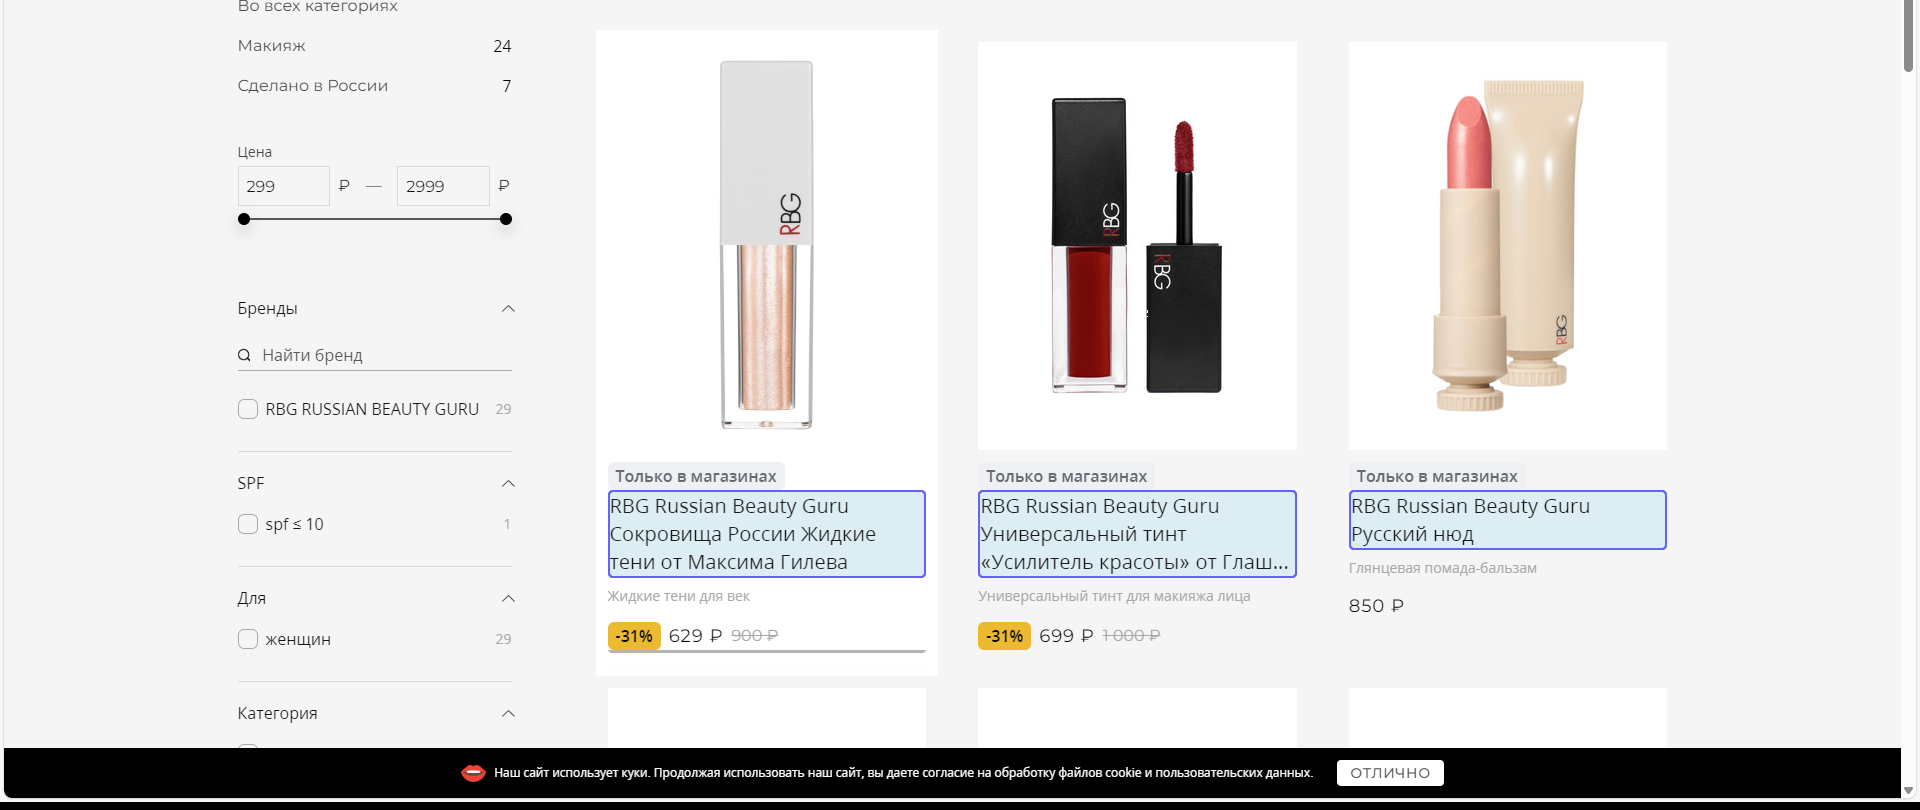 Во всех категориях
Макияж 24
Сделано в России 7
Цена
299 ₽ — 2999 ₽
Бренды
Найти бренд
RBG RUSSIAN BEAUTY GURU 29
SPF
spf ≤ 10 1
Для
женщин 29
Категория
RBG
Только в магазинах
RBG Russian Beauty Guru
Сокровища России Жидкие
тени от Максима Гилева
Жидкие тени для век
-31% 629 ₽ 900 ₽
RBG
RBG
Только в магазинах
RBG Russian Beauty Guru
Универсальный тинт
«Усилитель красоты» от Глаш...
Универсальный тинт для макияжа лица
-31% 699 ₽ 1 000 ₽
RBG
Только в магазинах
RBG Russian Beauty Guru
Русский нюд
Глянцевая помада-бальзам
850 ₽
Наш сайт использует куки. Продолжая использовать наш сайт, вы даете согласие на обработку файлов cookie и пользовательских данных.
ОТЛИЧНО